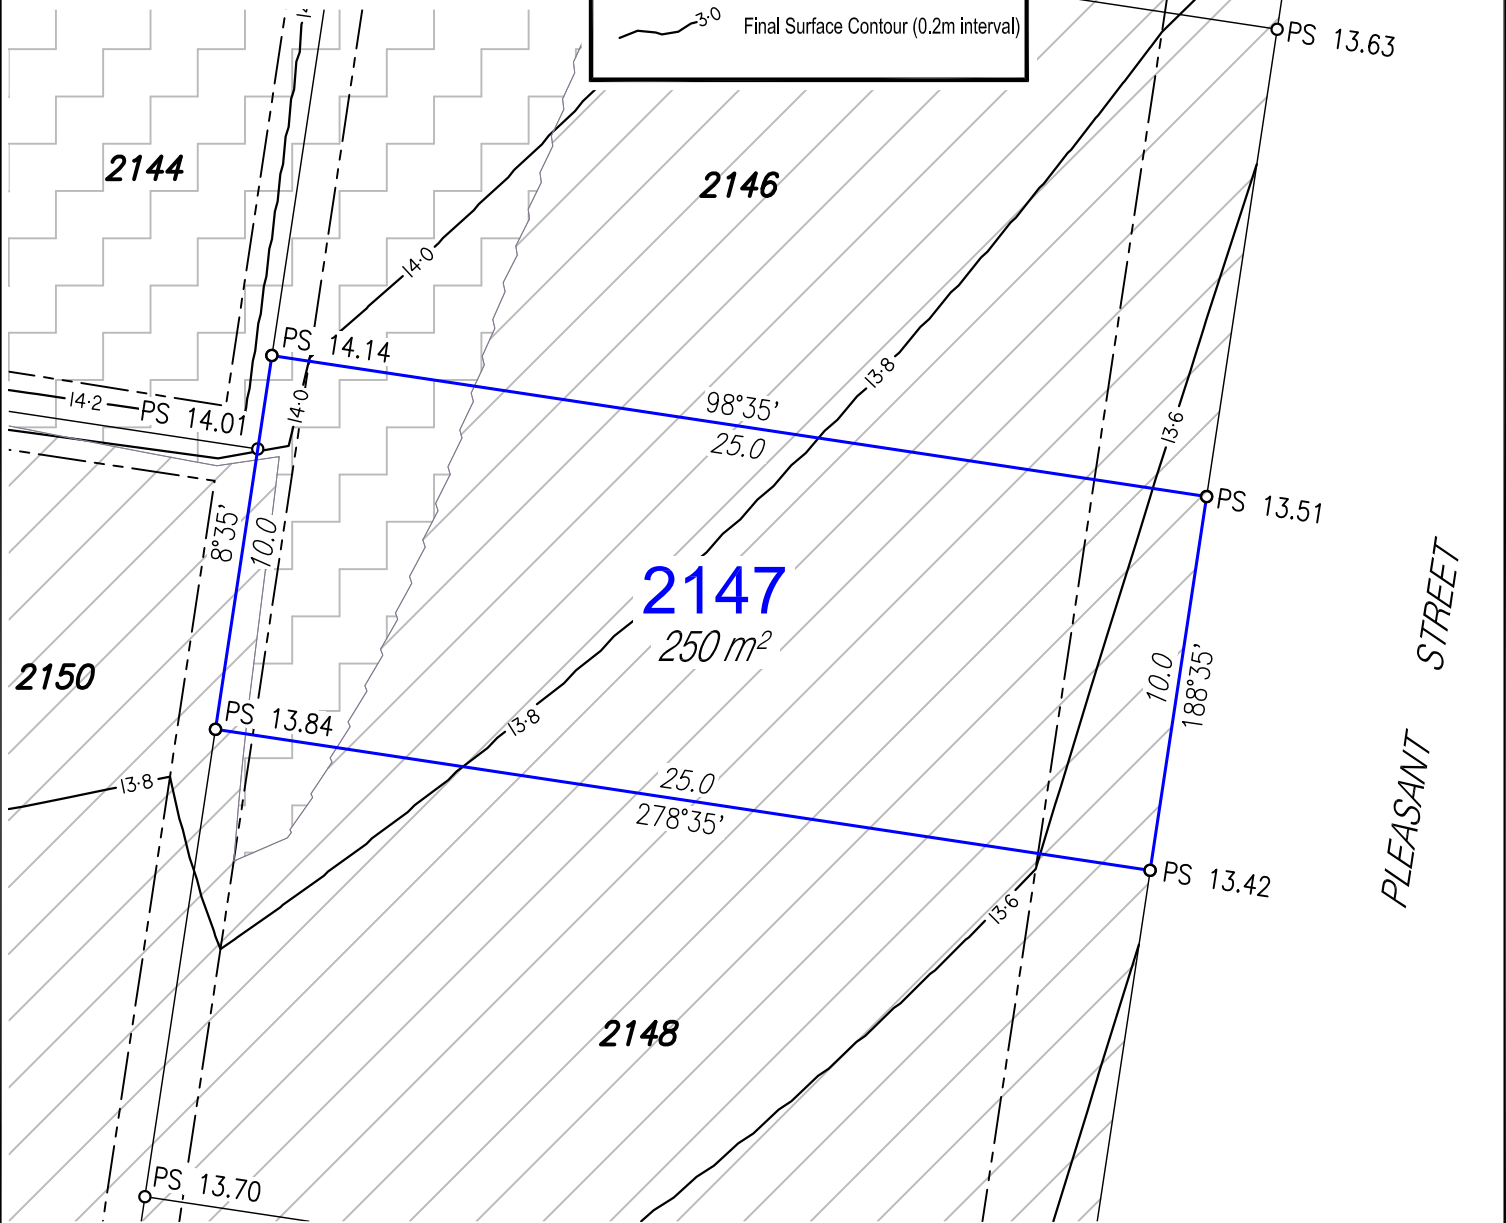 3·0 Final Surface Contour (0.2m interval)
PS 13.63
2144
2146
14·0
PS 14.14
13·8
14·2
PS 14.01
14·0
98°35'
25.0
13·6
PS 13.51
8°35'
10.0
2147
250 m²
STREET
2150
10.0
188°35'
PS 13.84
13·8
13·8
25.0
278°35'
PLEASANT
PS 13.42
13·6
2148
PS 13.70